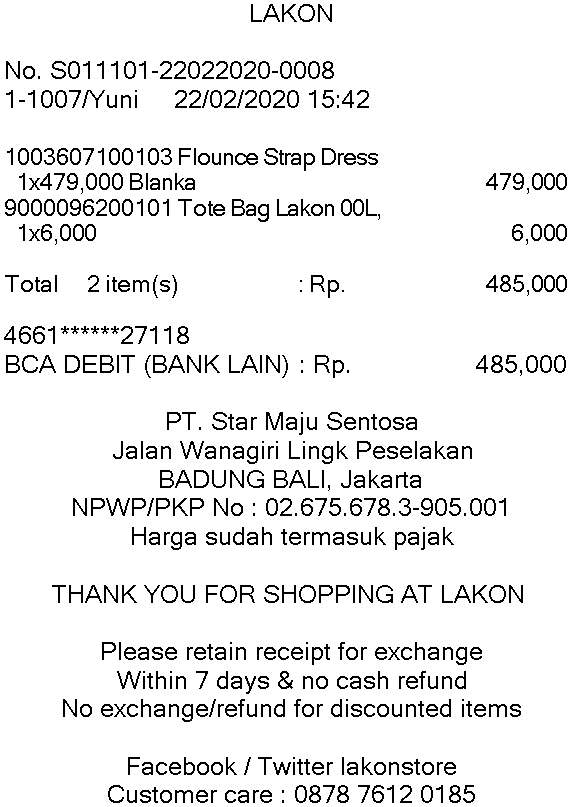 LAKON
No. S011101-22022020-0008
1-1007/Yuni 22/02/2020 15:42
1003607100103 Flounce Strap Dress
1x479,000 Blanka 479,000
9000096200101 Tote Bag Lakon 00L,
1x6,000 6,000
Total 2 item(s) : Rp. 485,000
4661******27118
BCA DEBIT (BANK LAIN) : Rp. 485,000
PT. Star Maju Sentosa
Jalan Wanagiri Lingk Peselakan
BADUNG BALI, Jakarta
NPWP/PKP No : 02.675.678.3-905.001
Harga sudah termasuk pajak
THANK YOU FOR SHOPPING AT LAKON
Please retain receipt for exchange
Within 7 days & no cash refund
No exchange/refund for discounted items
Facebook / Twitter lakonstore
Customer care : 0878 7612 0185